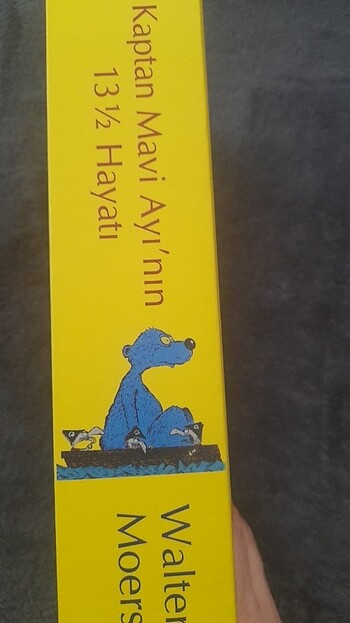 Kaptan Mavi Ayı'nın
13½ Hayatı
Walter
Moers